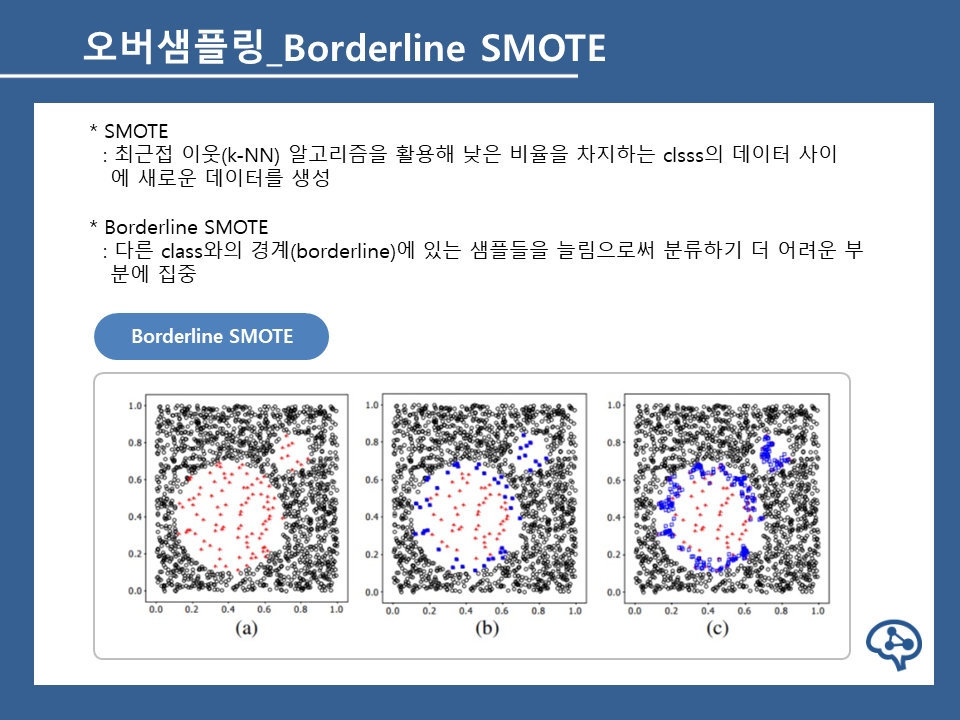 오버샘플링_Borderline SMOTE
* SMOTE
: 최근접 이웃(k-NN) 알고리즘을 활용해 낮은 비율을 차지하는 clsss의 데이터 사이
에 새로운 데이터를 생성
* Borderline SMOTE
: 다른 class와의 경계(borderline)에 있는 샘플들을 늘림으로써 분류하기 더 어려운 부
분에 집중
Borderline SMOTE
1.0
0.8
0.6
0.4
0.2
0.0
0.0 0.2 0.4 0.6 0.8 1.0
(a)
1.0
0.8
0.6
0.4
0.2
0.0
0.0 0.2 0.4 0.6 0.8 1.0
(b)
1.0
0.8
0.6
0.4
0.2
0.0
0.0 0.2 0.4 0.6 0.8 1.0
(c)